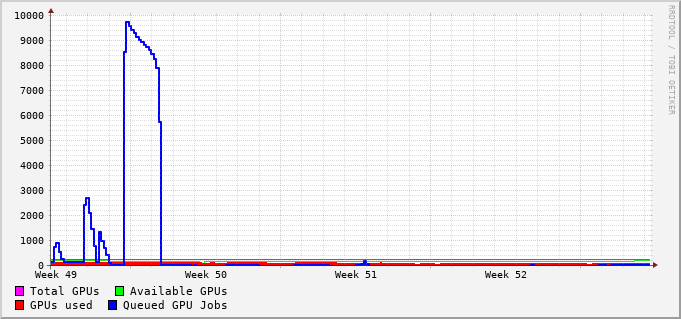 10000
9000
8000
7000
6000
5000
4000
3000
2000
1000
0
Week 49 Week 50 Week 51 Week 52
Total GPUs Available GPUs
GPUs used Queued GPU Jobs
RRDTOOL / TOBI OETIKER